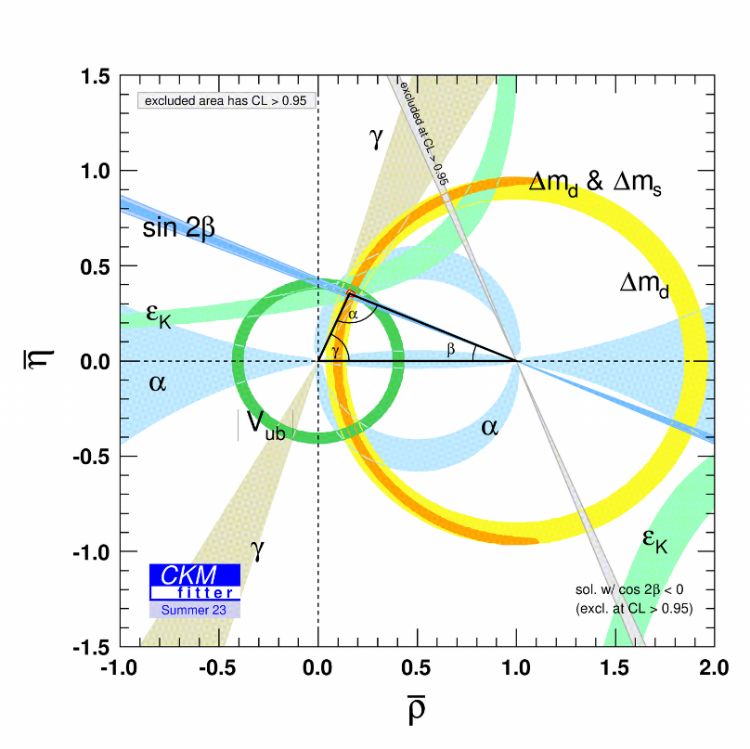 excluded area has CL > 0.95
excluded at CL > 0.95
γ
Δm_d & Δm_s
sin 2β
Δm_d
ε_K
α
α
γ
β
α
|V_ub|
γ
ε_K
sol. w/ cos 2β < 0
(excl. at CL > 0.95)
CKM
fitter
Summer 23
η̅
1.5
1.0
0.5
0.0
-0.5
-1.0
-1.5
-1.0 -0.5 0.0 0.5 1.0 1.5 2.0
ρ̅